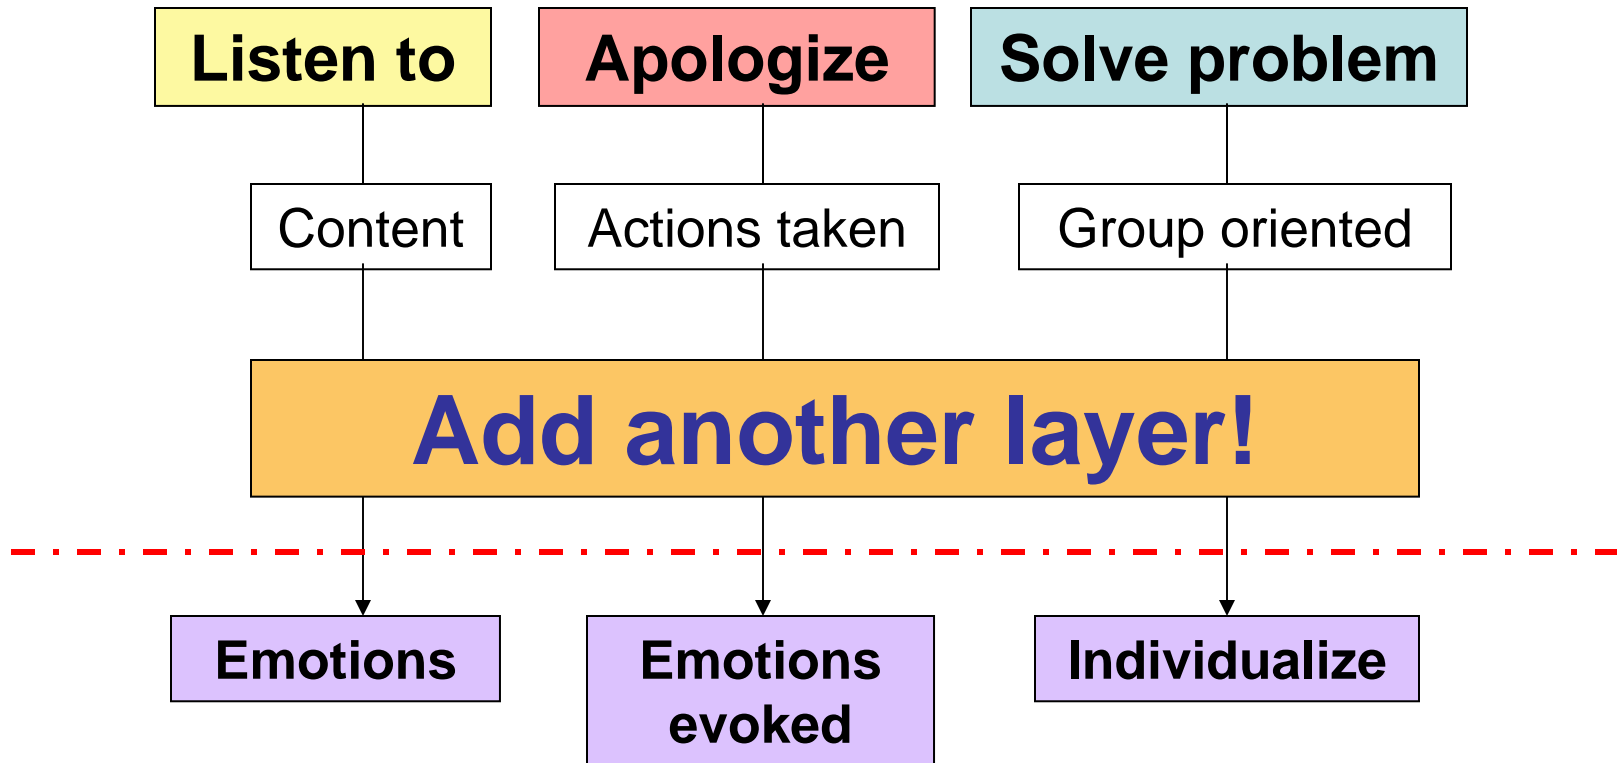 Listen to
Apologize
Solve problem
Content
Actions taken
Group oriented
Add another layer!
Emotions
Emotions
evoked
Individualize